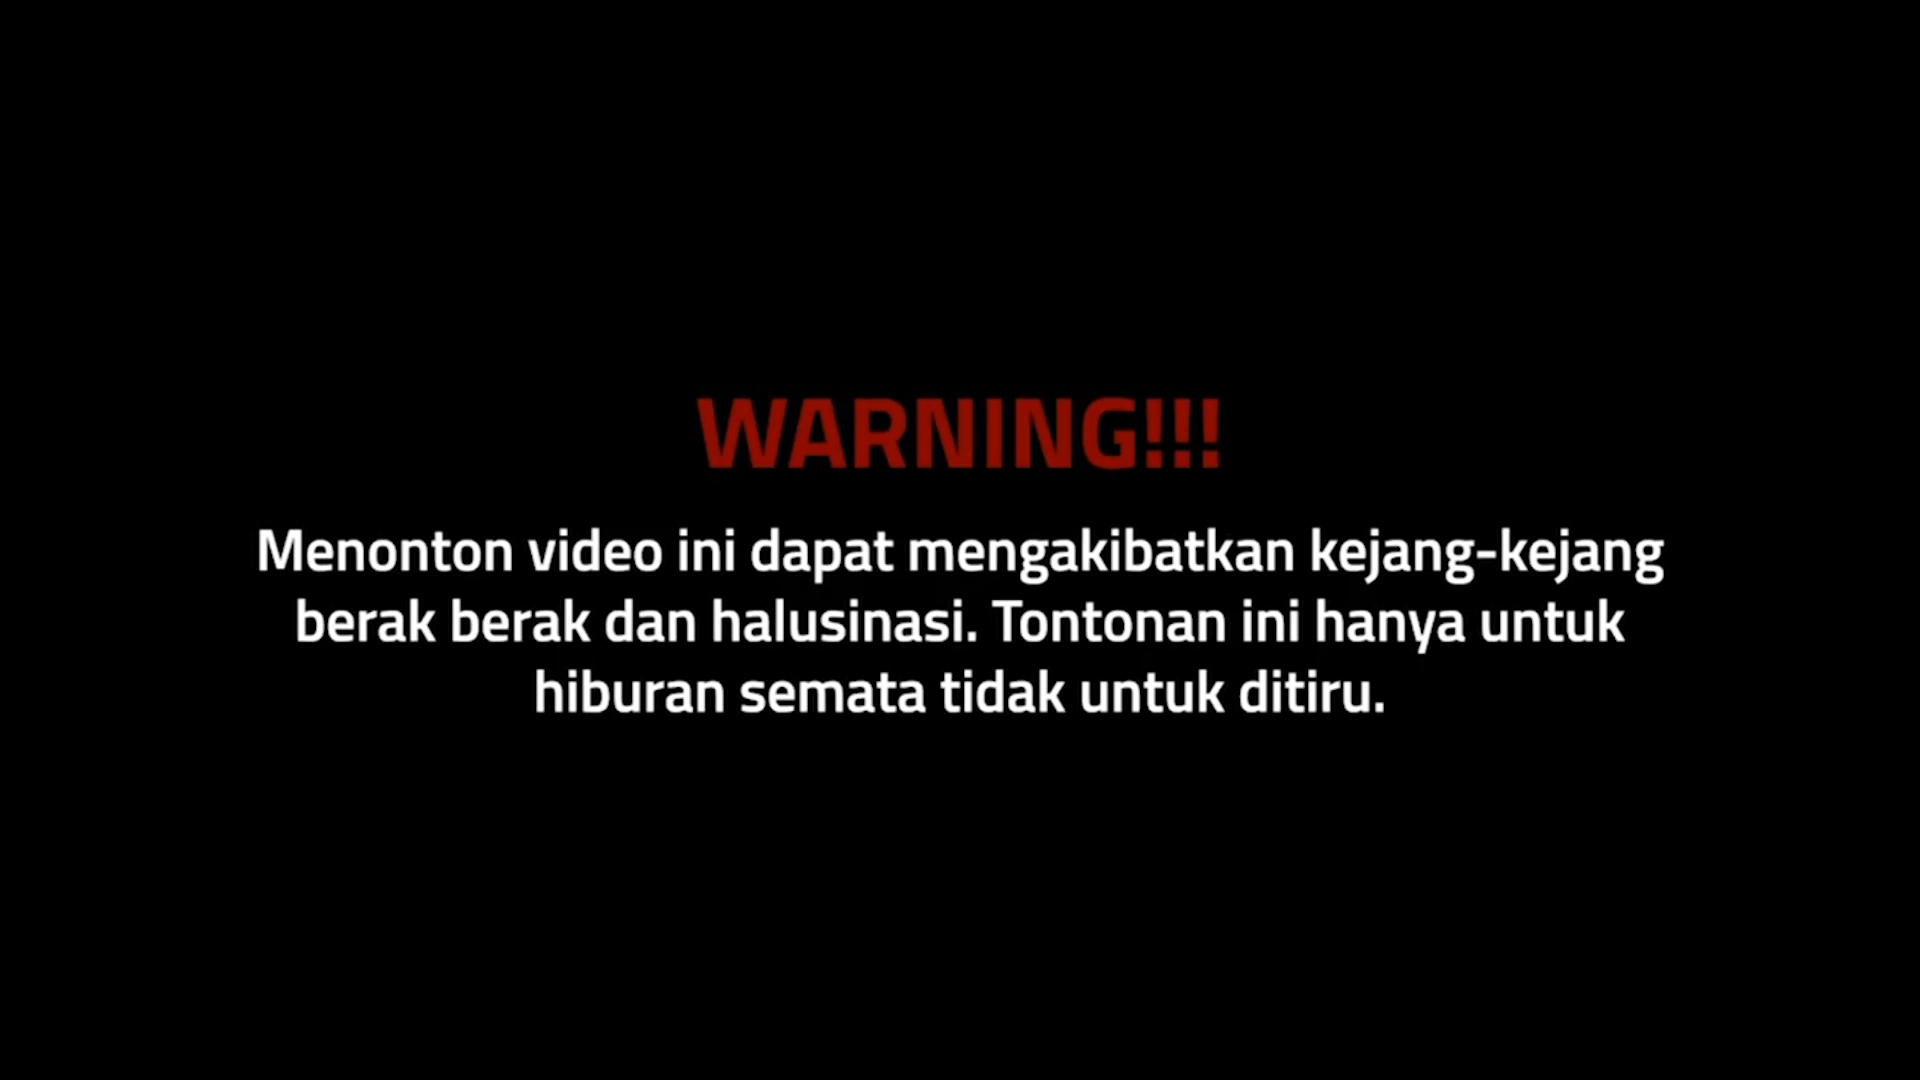 WARNING!!!
Menonton video ini dapat mengakibatkan kejang-kejang
berak berak dan halusinasi. Tontonan ini hanya untuk
hiburan semata tidak untuk ditiru.